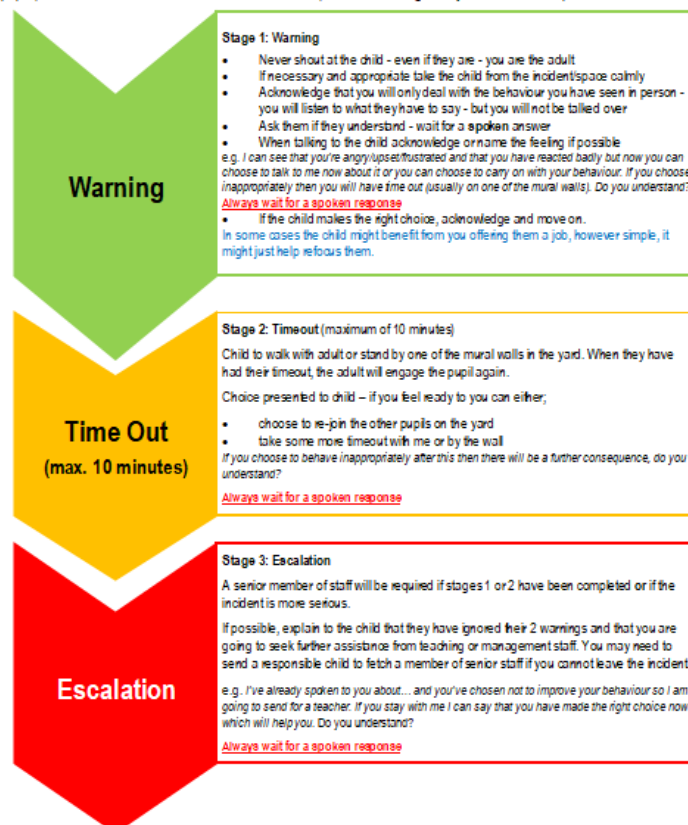 Warning
Stage 1: Warning
• Never shout at the child - even if they are - you are the adult
• If necessary and appropriate take the child from the incident/space calmly
• Acknowledge that you will only deal with the behaviour you have seen in person -
you will listen to what they have to say - but you will not be talked over
• Ask them if they understand - wait for a spoken answer
• When talking to the child acknowledge or name the feeling if possible
e.g. I can see that you're angry/upset/frustrated and that you have reacted badly but now you can
choose to talk to me now about it or you can choose to carry on with your behaviour. If you choose
inappropriately then you will have time out (usually on one of the mural walls). Do you understand?
Always wait for a spoken response
• If the child makes the right choice, acknowledge and move on.
In some cases the child might benefit from you offering them a job, however simple, it
might just help refocus them.
Time Out
(max. 10 minutes)
Stage 2: Timeout (maximum of 10 minutes)
Child to walk with adult or stand by one of the mural walls in the yard. When they have
had their timeout, the adult will engage the pupil again.
Choice presented to child – if you feel ready to you can either;
• choose to re-join the other pupils on the yard
• take some more timeout with me or by the wall
If you choose to behave inappropriately after this then there will be a further consequence, do you
understand?
Always wait for a spoken response
Escalation
Stage 3: Escalation
A senior member of staff will be required if stages 1 or 2 have been completed or if the
incident is more serious.
If possible, explain to the child that they have ignored their 2 warnings and that you are
going to seek further assistance from teaching or management staff. You may need to
send a responsible child to fetch a member of senior staff if you cannot leave the incident
e.g. I've already spoken to you about... and you've chosen not to improve your behaviour so I am
going to send for a teacher. If you stay with me I can say that you have made the right choice now
which will help you. Do you understand?
Always wait for a spoken response